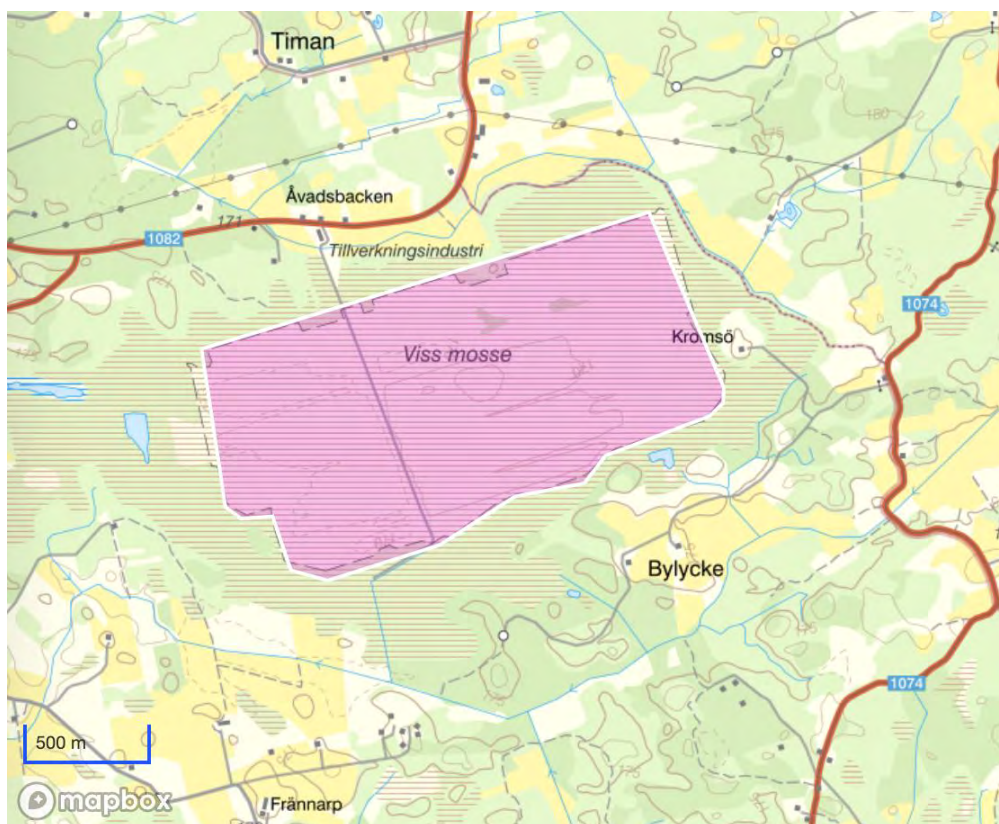 Timan
180
175
Åvadsbacken
171
1082
Tillverkningsindustri
1074
Kromsö
Viss mosse
Bylycke
1074
500 m
mapbox
Frännarp